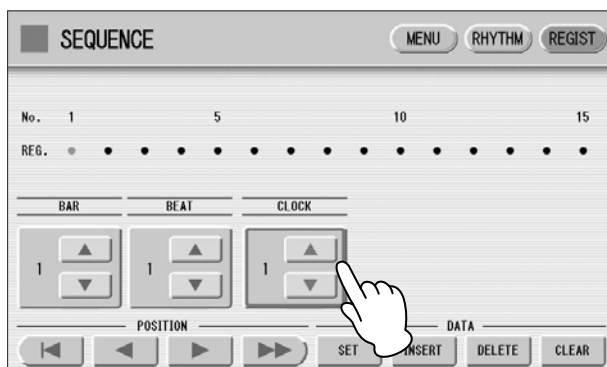 SEQUENCE MENU RHYTHM REGIST
No. 1 5 10 15
REG.
BAR BEAT CLOCK
1 1 1
POSITION DATA
SET INSERT DELETE CLEAR